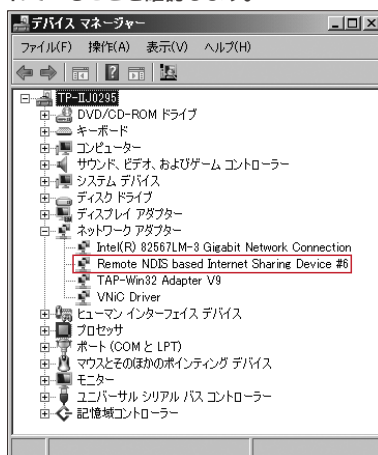 デバイス マネージャー
ファイル(F) 操作(A) 表示(V) ヘルプ(H)
TP-IIJ0295
DVD/CD-ROM ドライブ
キーボード
コンピューター
サウンド、ビデオ、およびゲーム コントローラー
システム デバイス
ディスク ドライブ
ディスプレイ アダプター
ネットワーク アダプター
Intel(R) 82567LM-3 Gigabit Network Connection
Remote NDIS based Internet Sharing Device #6
TAP-Win32 Adapter V9
VNIC Driver
ヒューマン インターフェイス デバイス
プロセッサ
ポート (COM と LPT)
マウスとそのほかのポインティング デバイス
モニター
ユニバーサル シリアル バス コントローラー
記憶域コントローラー